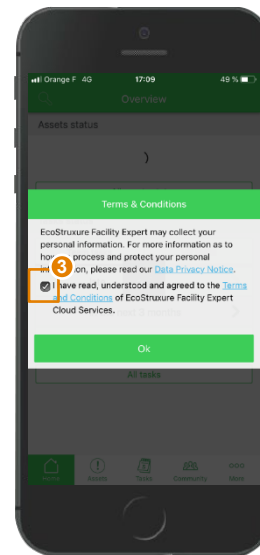 Orange F 4G 17:09 49 %
Overview
Assets status
Terms & Conditions
EcoStruxure Facility Expert may collect your
personal information. For more information as to
how process and protect your personal
please read our Data Privacy Notice.
3
I have read, understood and agreed to the Terms
and Conditions of EcoStruxure Facility Expert
Cloud Services.
Ok
All tasks
Home
Assets
Tasks
Community
More